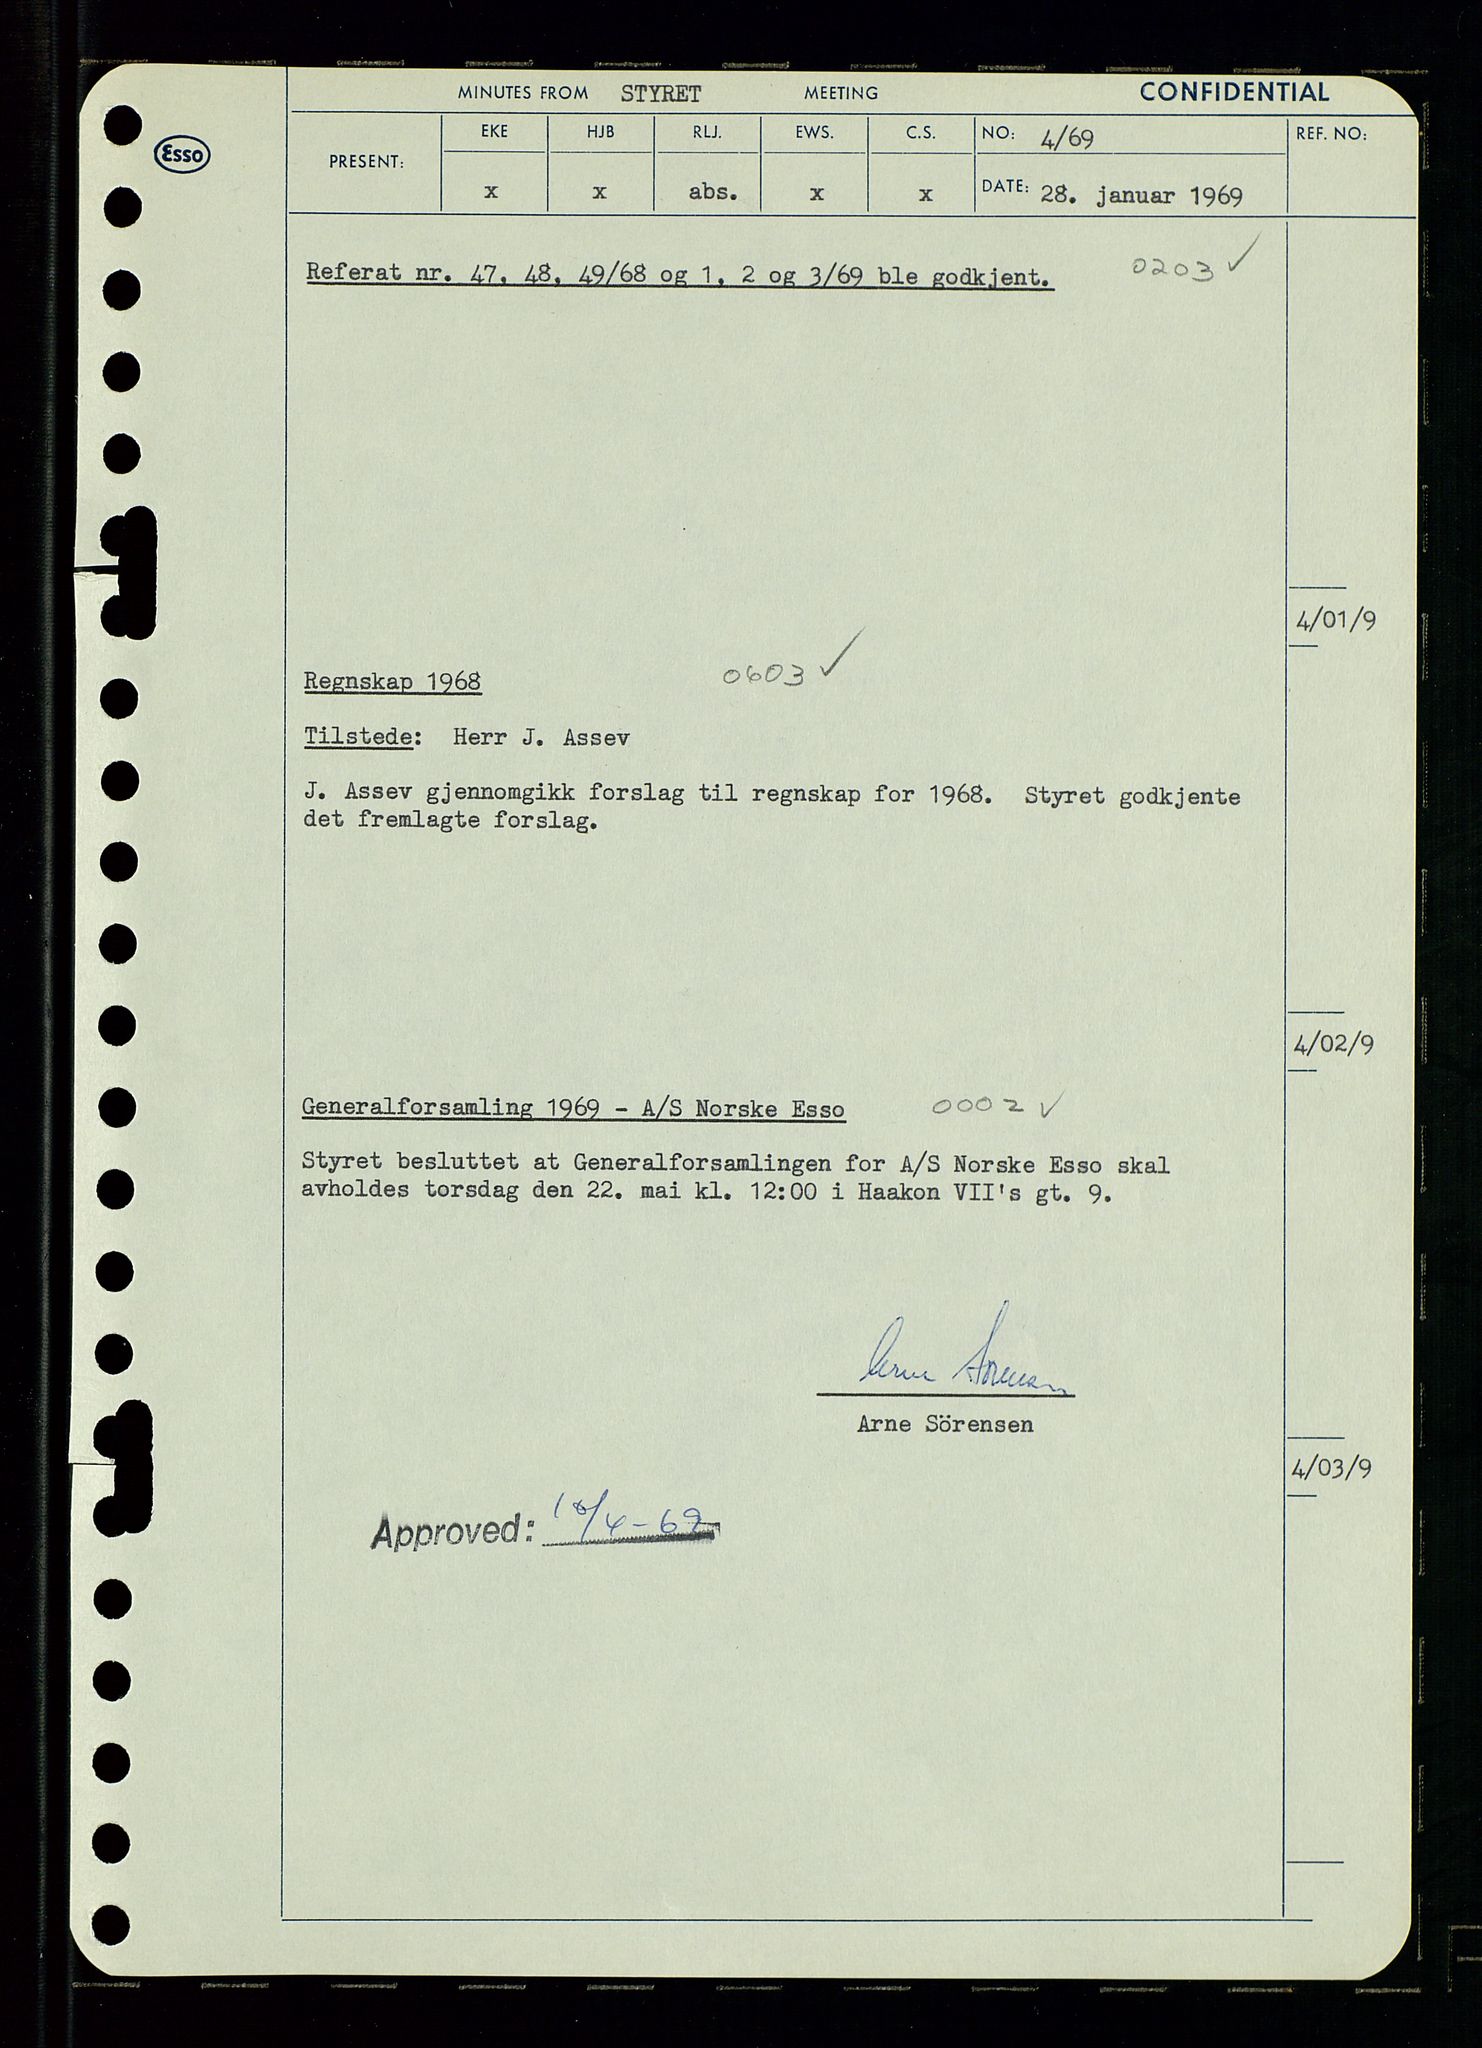 MINUTES FROM STYRET MEETING CONFIDENTIAL
Esso
PRESENT: EKE HJB RLJ. EWS. C.S. NO: 4/69 REF. NO:
x x abs. x x DATE: 28. januar 1969
Referat nr. 47, 48, 49/68 og 1, 2 og 3/69 ble godkjent. 0203 ✓
4/01/9
Regnskap 1968 0603 ✓
Tilstede: Herr J. Assev
J. Assev gjennomgikk forslag til regnskap for 1968. Styret godkjente
det fremlagte forslag.
4/02/9
Generalforsamling 1969 - A/S Norske Esso 0002 ✓
Styret besluttet at Generalforsamlingen for A/S Norske Esso skal
avholdes torsdag den 22. mai kl. 12:00 i Haakon VII's gt. 9.
Arne Sörensen
Arne Sörensen
4/03/9
Approved: /4-69